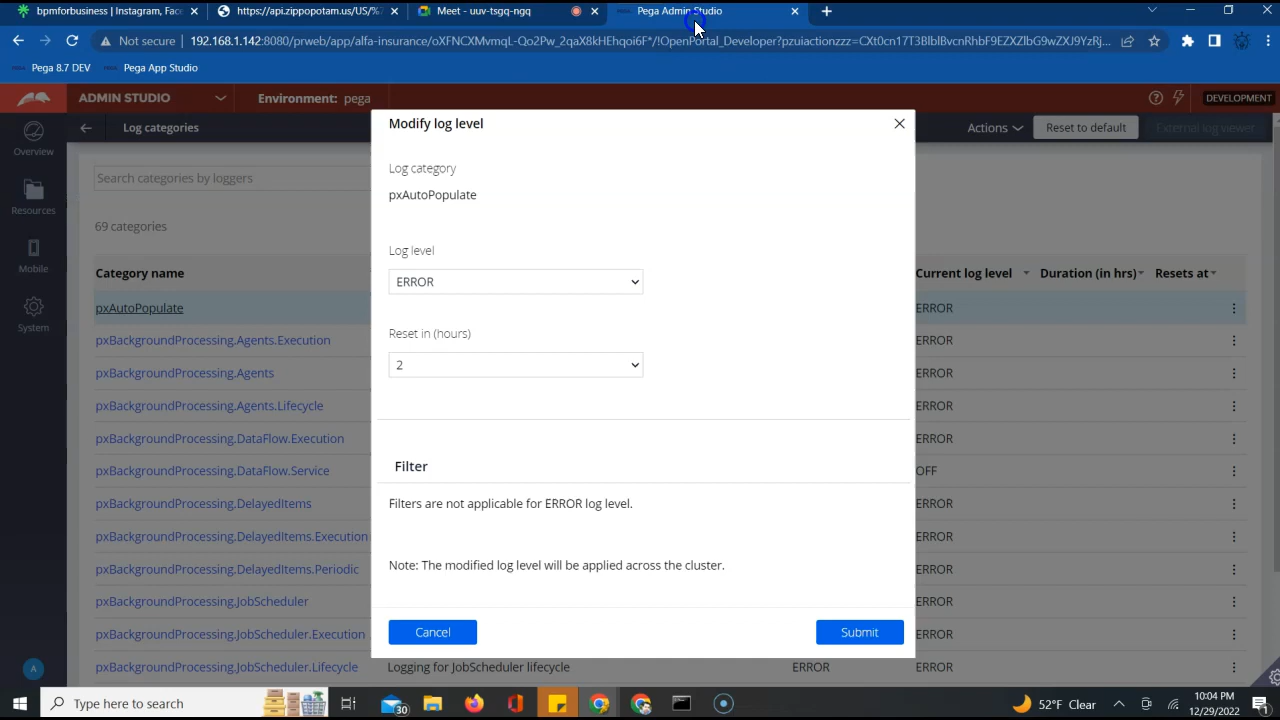 bpmforbusiness | Instagram, Face
https://api.zippopotam.us/US/%2
Meet - uuv-tsgq-ngq
Pega Admin Studio
Not secure
192.168.1.142:8080/prweb/alfa-insurance/
Pega 8.7 DEV
Pega App Studio
ADMIN STUDIO
Environment: pega
DEVELOPMENT
Log categories
Actions
Reset to default
External log viewer
Overview
Resources
Mobile
System
Search categories by loggers
69 categories
Category name
Current log level
Duration (in hrs)
Resets at
pxAutoPopulate ERROR
pxBackgroundProcessing.Agents.Execution ERROR
pxBackgroundProcessing.Agents ERROR
pxBackgroundProcessing.Agents.Lifecycle ERROR
pxBackgroundProcessing.DataFlow.Execution ERROR
pxBackgroundProcessing.DataFlow.Service OFF
pxBackgroundProcessing.DelayedItems ERROR
pxBackgroundProcessing.DelayedItems.Execution ERROR
pxBackgroundProcessing.DelayedItems.Periodic ERROR
pxBackgroundProcessing.JobScheduler ERROR
pxBackgroundProcessing.JobScheduler.Execution ERROR
pxBackgroundProcessing.JobScheduler.Lifecycle Logging for JobScheduler lifecycle ERROR ERROR
Modify log level
Log category
pxAutoPopulate
Log level
ERROR
Reset in (hours)
2
Filter
Filters are not applicable for ERROR log level.
Note: The modified log level will be applied across the cluster.
Cancel
Submit
A
Type here to search
30
52°F Clear
10:04 PM
12/29/2022
1